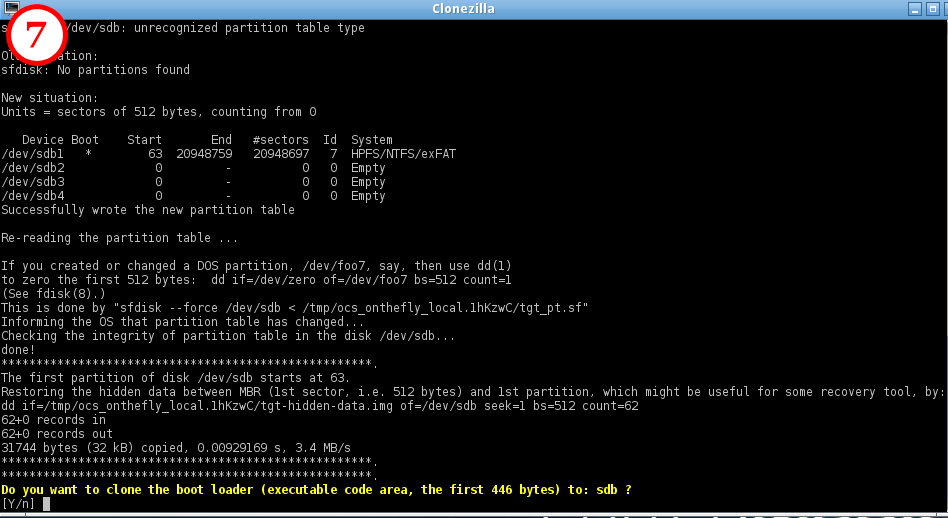 Clonezilla
7
/dev/sdb: unrecognized partition table type
sfdisk: No partitions found
New situation:
Units = sectors of 512 bytes, counting from 0
Device Boot Start End #sectors Id System
/dev/sdb1 * 63 20948759 20948697 7 HPFS/NTFS/exFAT
/dev/sdb2 0 - 0 0 Empty
/dev/sdb3 0 - 0 0 Empty
/dev/sdb4 0 - 0 0 Empty
Successfully wrote the new partition table
Re-reading the partition table ...
If you created or changed a DOS partition, /dev/foo7, say, then use dd(1)
to zero the first 512 bytes: dd if=/dev/zero of=/dev/foo7 bs=512 count=1
(See fdisk(8).)
This is done by "sfdisk --force /dev/sdb < /tmp/ocs_onthefly_local.1hKzwC/tgt_pt.sf"
Informing the OS that partition table has changed...
Checking the integrity of partition table in the disk /dev/sdb...
done!
*****************************************************.
The first partition of disk /dev/sdb starts at 63.
Restoring the hidden data between MBR (1st sector, i.e. 512 bytes) and 1st partition, which might be useful for some recovery tool, by:
dd if=/tmp/ocs_onthefly_local.1hKzwC/tgt-hidden-data.img of=/dev/sdb seek=1 bs=512 count=62
62+0 records in
62+0 records out
31744 bytes (32 kB) copied, 0.00929169 s, 3.4 MB/s
*****************************************************.
*****************************************************.
Do you want to clone the boot loader (executable code area, the first 446 bytes) to: sdb ?
[Y/n]